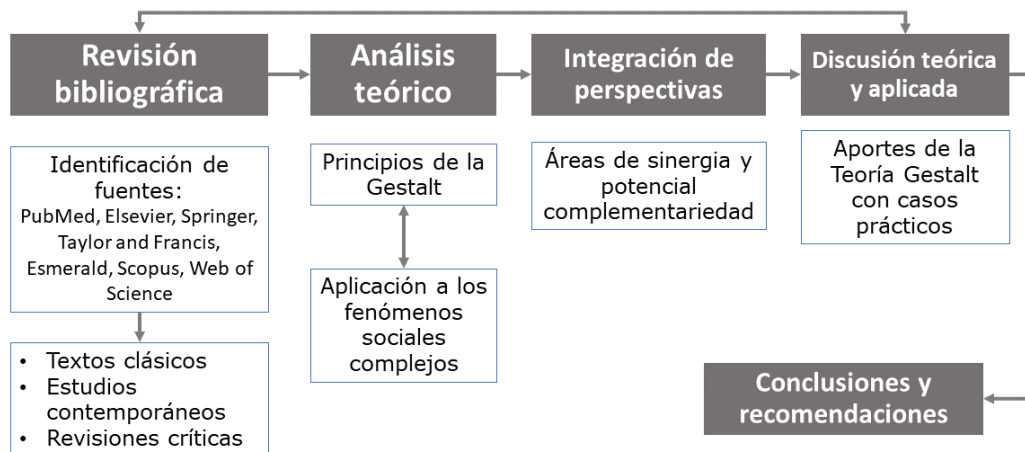 Revisión
bibliográfica
Análisis
teórico
Integración de
perspectivas
Discusión teórica
y aplicada
Identificación de
fuentes:
PubMed, Elsevier, Springer,
Taylor and Francis,
Esmerald, Scopus, Web of
Science
Principios de la
Gestalt
Áreas de sinergia y
potencial
complementariedad
Aportes de la
Teoría Gestalt
con casos
prácticos
Aplicación a los
fenómenos
sociales
complejos
• Textos clásicos
• Estudios
contemporáneos
• Revisiones críticas
Conclusiones y
recomendaciones